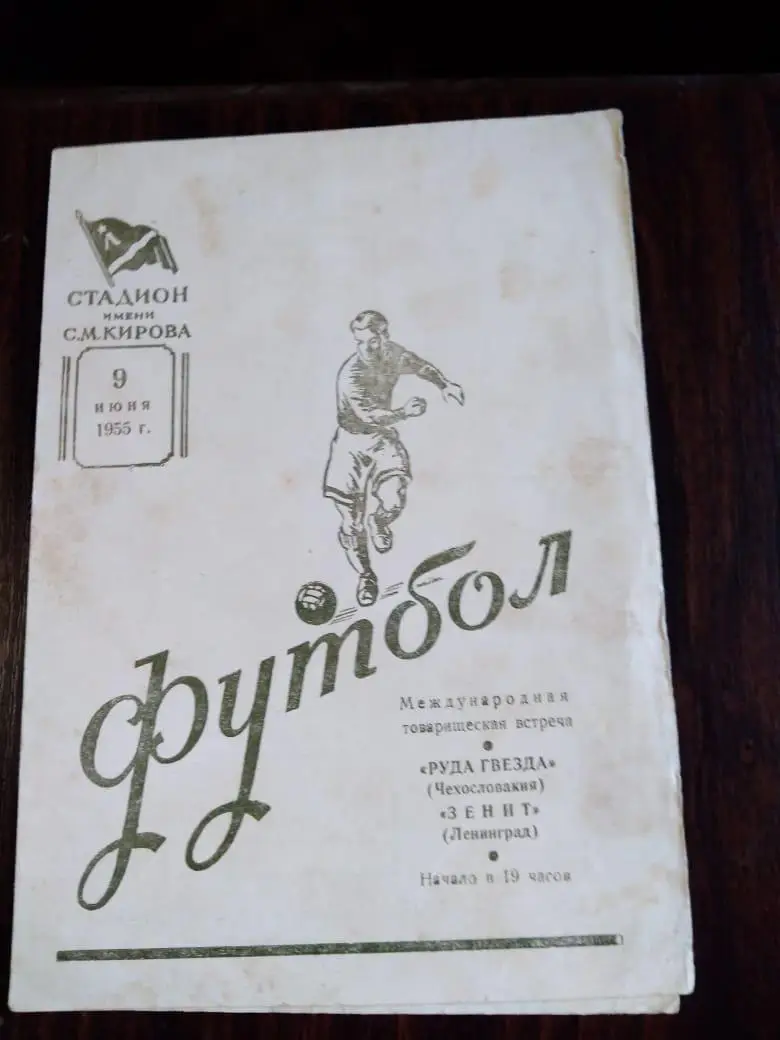 СТАДИОН
ИМЕНИ
С.М.КИРОВА
9
июня
1955 г.
футбол
Международная
товарищеская встреча
«РУДА ГВЕЗДА»
(Чехословакия)
«ЗЕНИТ»
(Ленинград)
Начало в 19 часов